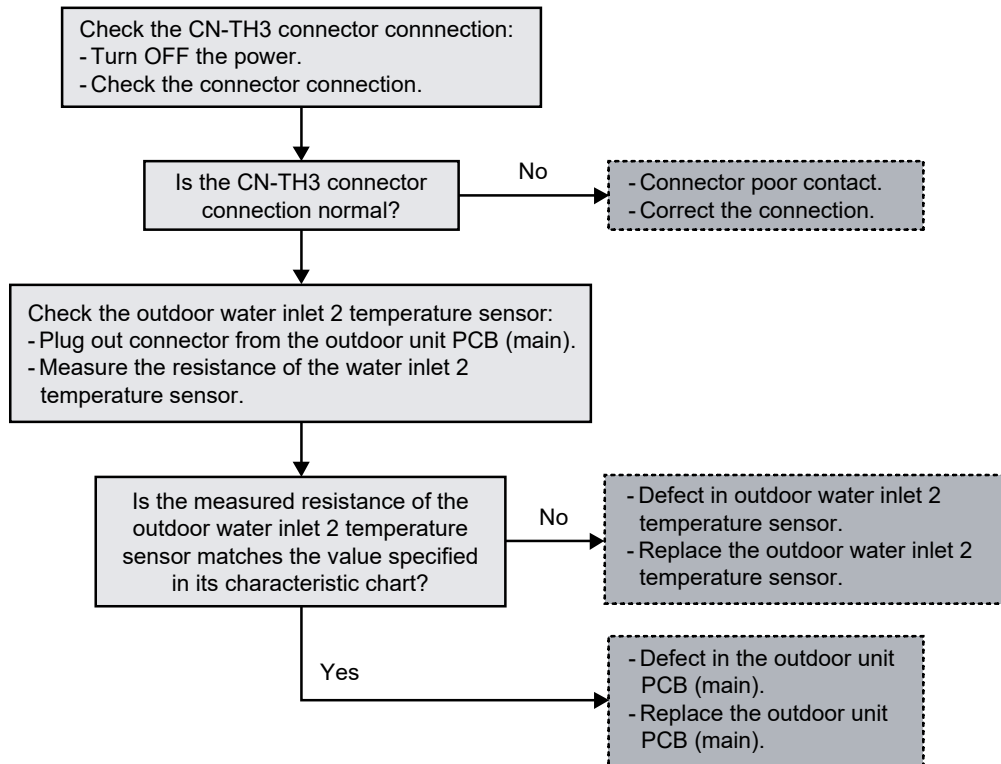 Check the CN-TH3 connector connnection:
- Turn OFF the power.
- Check the connector connection.
Is the CN-TH3 connector
connection normal?
No
- Connector poor contact.
- Correct the connection.
Check the outdoor water inlet 2 temperature sensor:
- Plug out connector from the outdoor unit PCB (main).
- Measure the resistance of the water inlet 2
temperature sensor.
Is the measured resistance of the
outdoor water inlet 2 temperature
sensor matches the value specified
in its characteristic chart?
No
- Defect in outdoor water inlet 2
temperature sensor.
- Replace the outdoor water inlet 2
temperature sensor.
Yes
- Defect in the outdoor unit
PCB (main).
- Replace the outdoor unit
PCB (main).